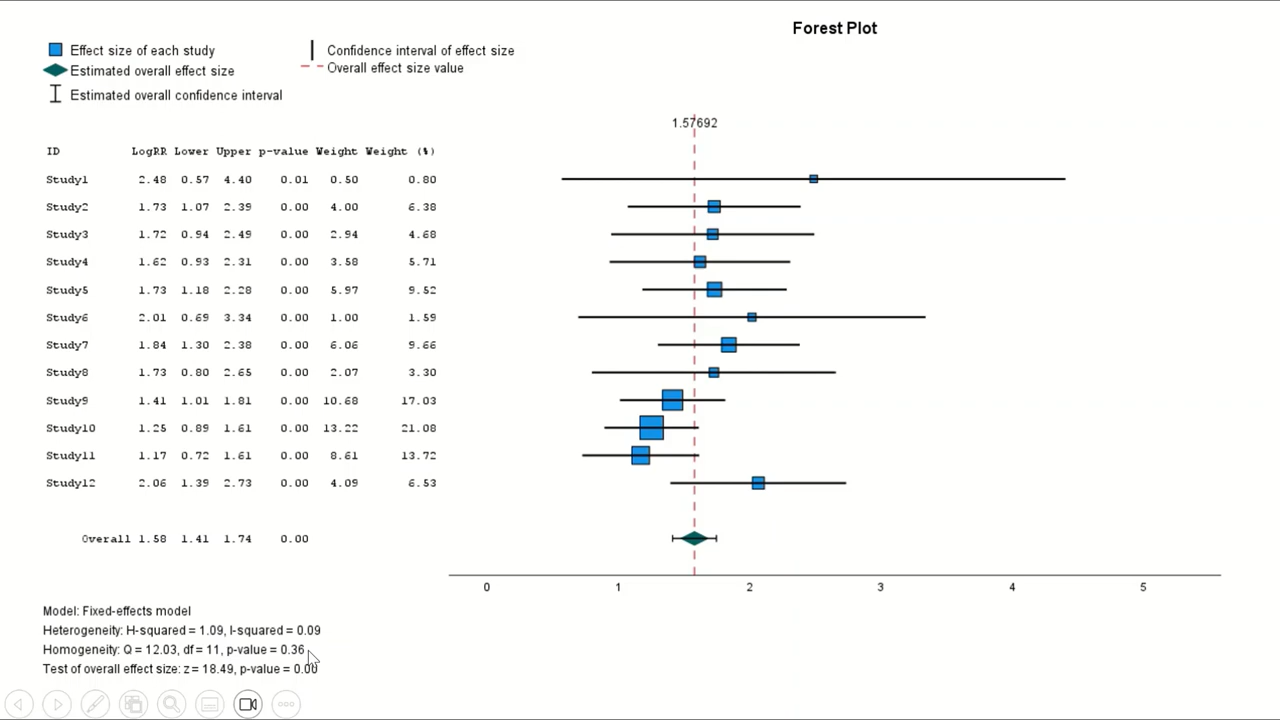 Forest Plot
Effect size of each study
Confidence interval of effect size
Estimated overall effect size
Overall effect size value
Estimated overall confidence interval
1.57692
ID LogRR Lower Upper p-value Weight Weight (%)
Study1 2.48 0.57 4.40 0.01 0.50 0.80
Study2 1.73 1.07 2.39 0.00 4.00 6.38
Study3 1.72 0.94 2.49 0.00 2.94 4.68
Study4 1.62 0.93 2.31 0.00 3.58 5.71
Study5 1.73 1.18 2.28 0.00 5.97 9.52
Study6 2.01 0.69 3.34 0.00 1.00 1.59
Study7 1.84 1.30 2.38 0.00 6.06 9.66
Study8 1.73 0.80 2.65 0.00 2.07 3.30
Study9 1.41 1.01 1.81 0.00 10.68 17.03
Study10 1.25 0.89 1.61 0.00 13.22 21.08
Study11 1.17 0.72 1.61 0.00 8.61 13.72
Study12 2.06 1.39 2.73 0.00 4.09 6.53
Overall 1.58 1.41 1.74 0.00
0 1 2 3 4 5
Model: Fixed-effects model
Heterogeneity: H-squared = 1.09, I-squared = 0.09
Homogeneity: Q = 12.03, df = 11, p-value = 0.36
Test of overall effect size: z = 18.49, p-value = 0.00